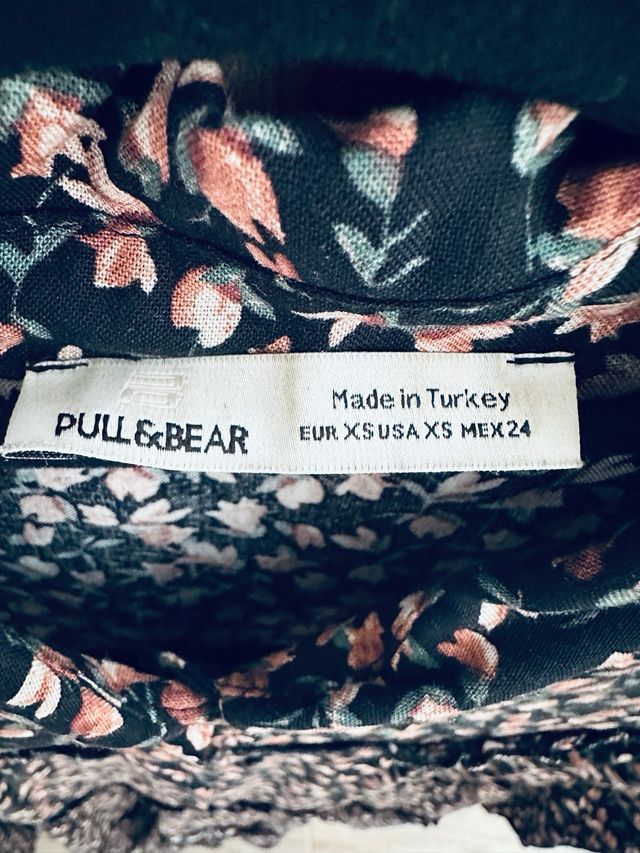 PULL&BEAR
Made in Turkey
EUR XS USA XS MEX 24